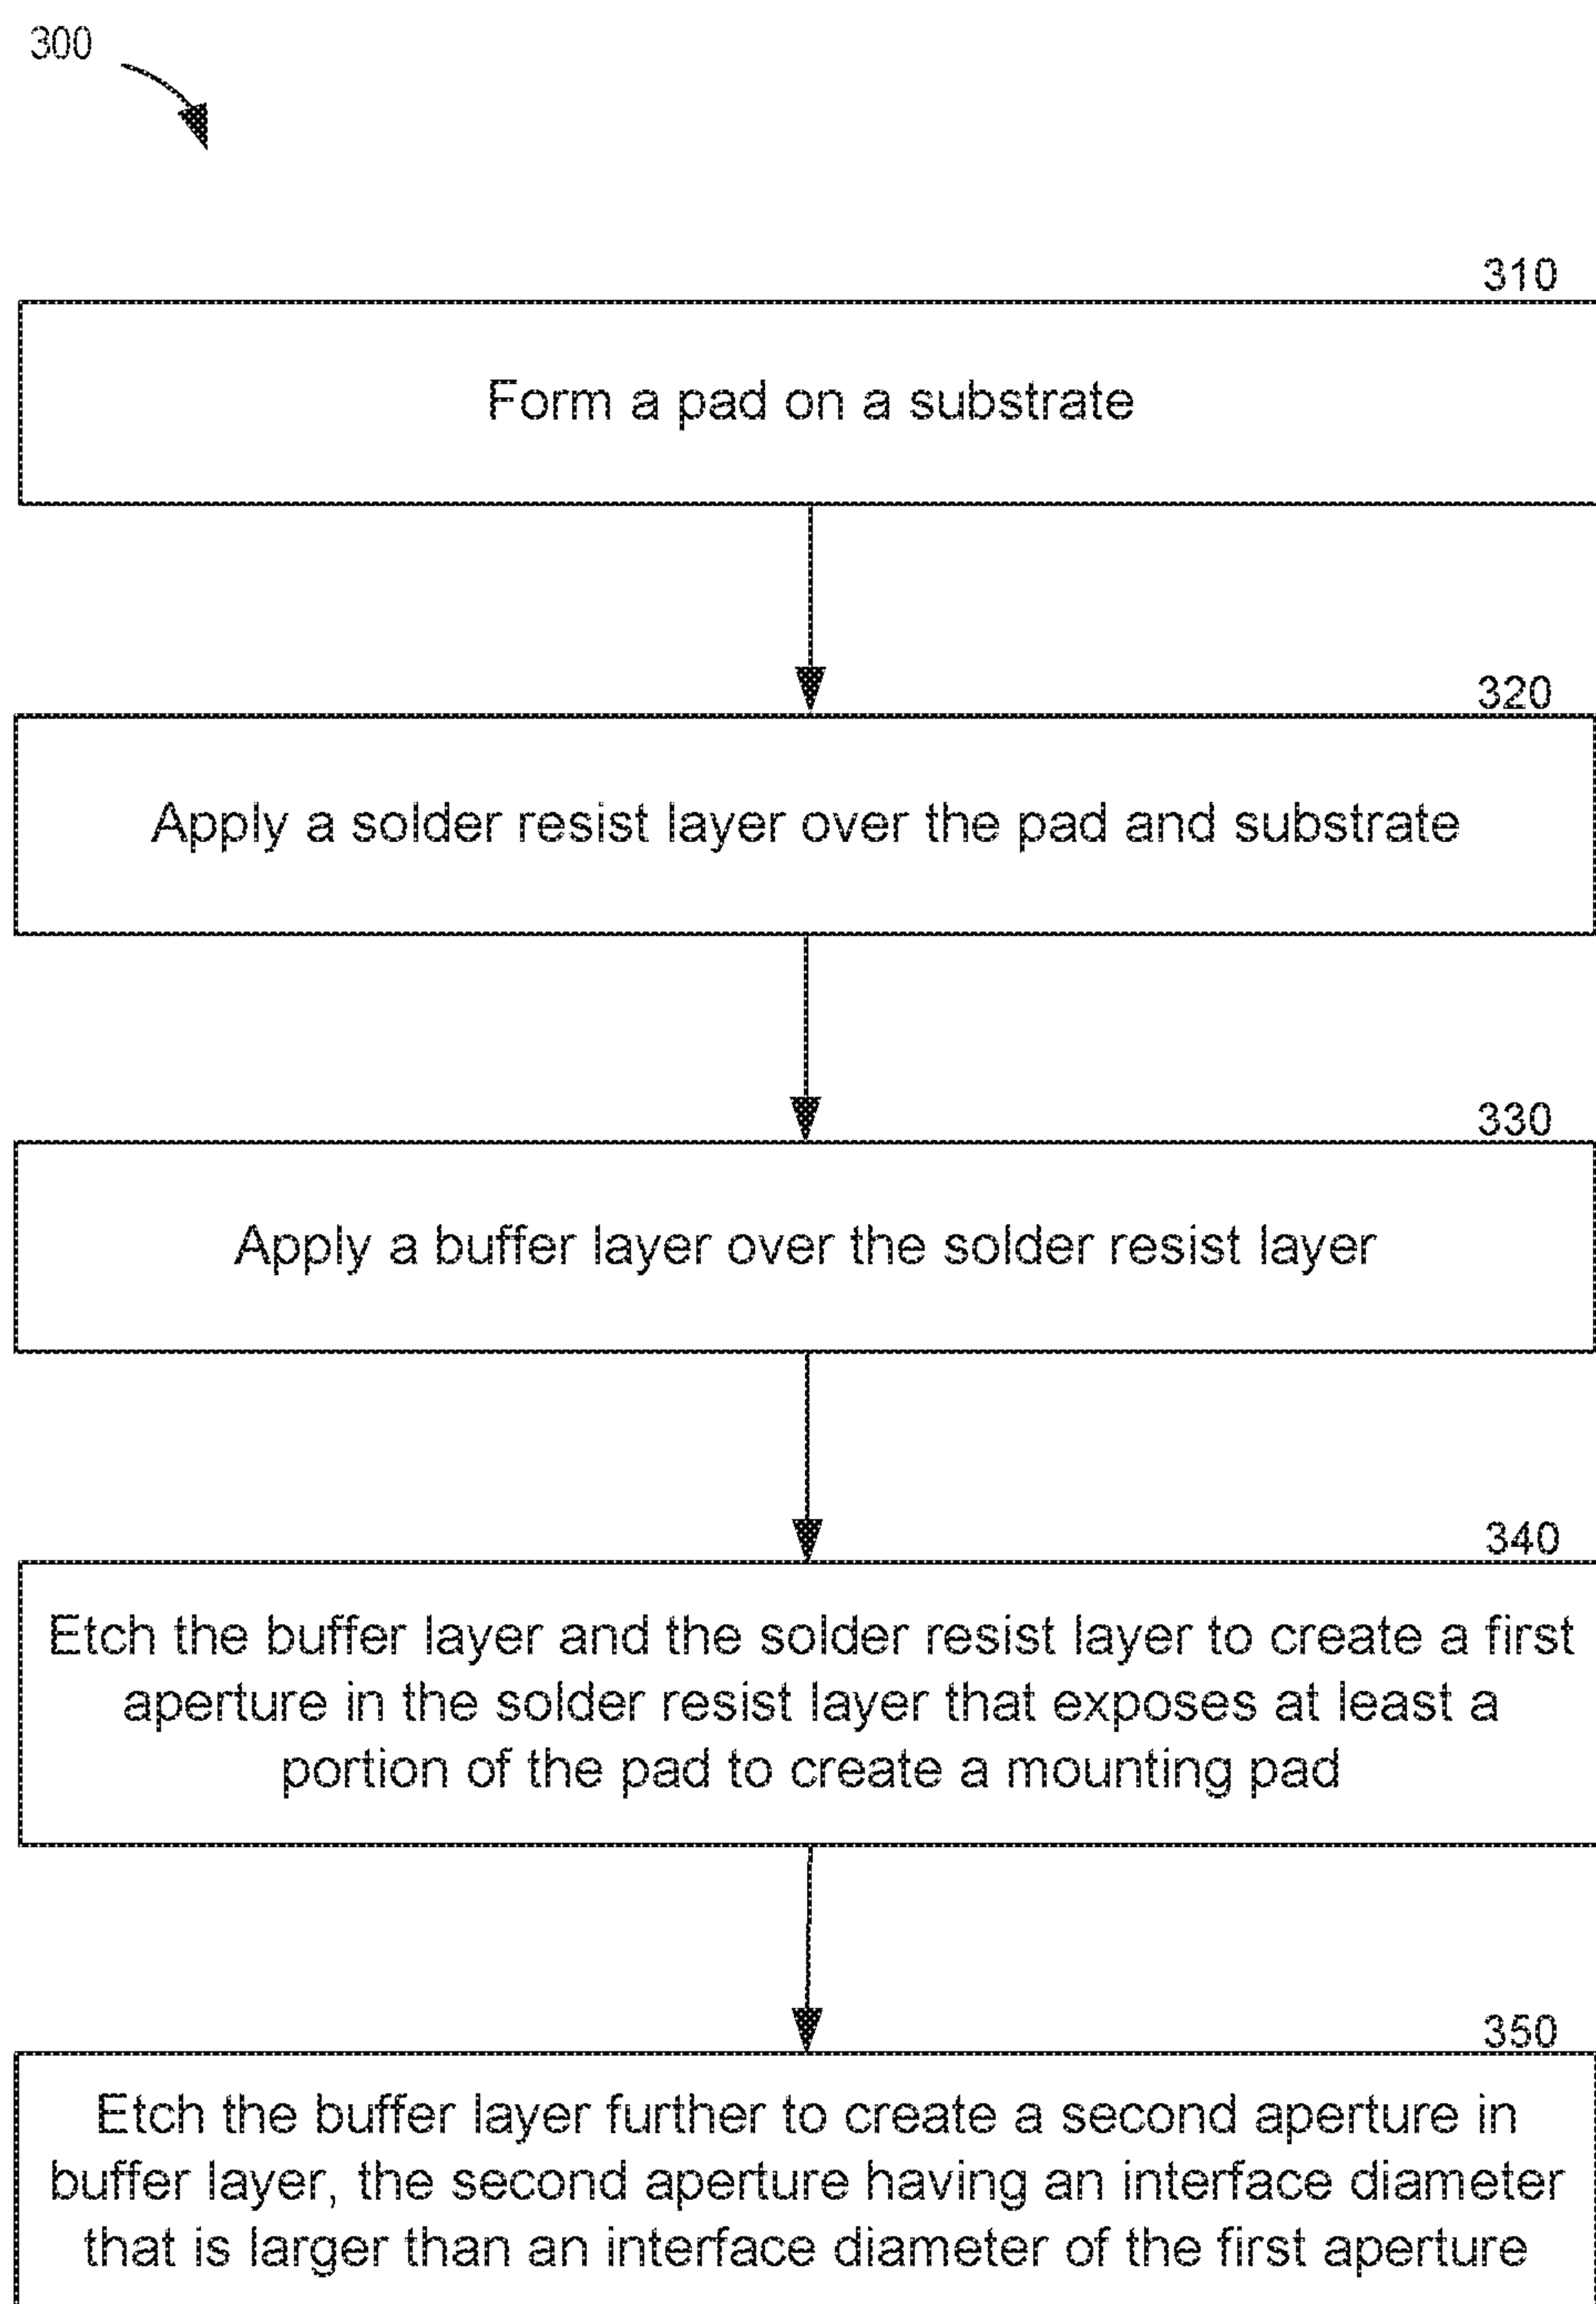 300
310
Form a pad on a substrate
320
Apply a solder resist layer over the pad and substrate
330
Apply a buffer layer over the solder resist layer
340
Etch the buffer layer and the solder resist layer to create a first
aperture in the solder resist layer that exposes at least a
portion of the pad to create a mounting pad
350
Etch the buffer layer further to create a second aperture in
buffer layer, the second aperture having an interface diameter
that is larger than an interface diameter of the first aperture